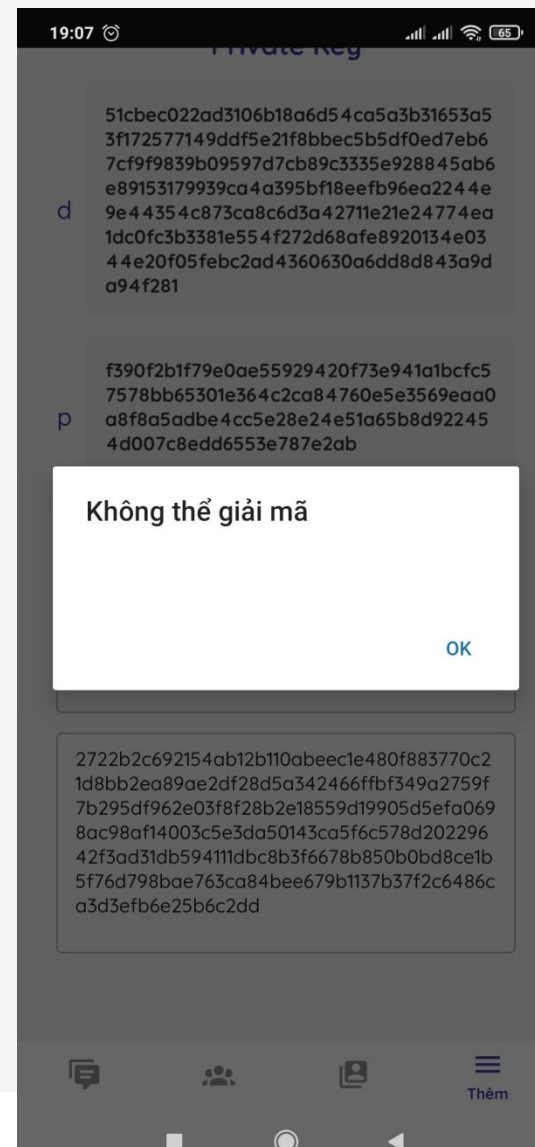 19:07
65
Private Key
51cbec022ad3106b18a6d54ca5a3b31653a5
3f172577149ddf5e21f8bbec5b5df0ed7eb6
7cf9f9839b09597d7cb89c3335e928845ab6
e89153179939ca4a395bf18eefb96ea2244e
d
9e44354c873ca8c6d3a42711e21e24774ea
1dc0fc3b3381e554f272d68afe8920134e03
44e20f05febc2ad4360630a6dd8d843a9d
a94f281
f390f2b1f79e0ae55929420f73e941a1bcfc5
7578bb65301e364c2ca84760e5e3569eaa0
p
a8f8a5adbe4cc5e28e24e51a65b8d92245
4d007c8edd6553e787e2ab
Không thể giải mã
OK
2722b2c692154ab12b110abeec1e480f883770c2
1d8bb2ea89ae2df28d5a342466ffbf349a2759f
7b295df962e03f8f28b2e18559d19905d5efa069
8ac98af14003c5e3da50143ca5f6c578d202296
42f3ad31db594111dbc8b3f6678b850b0bd8ce1b
5f76d798bae763ca84bee679b1137b37f2c6486c
a3d3efb6e25b6c2dd
Thêm